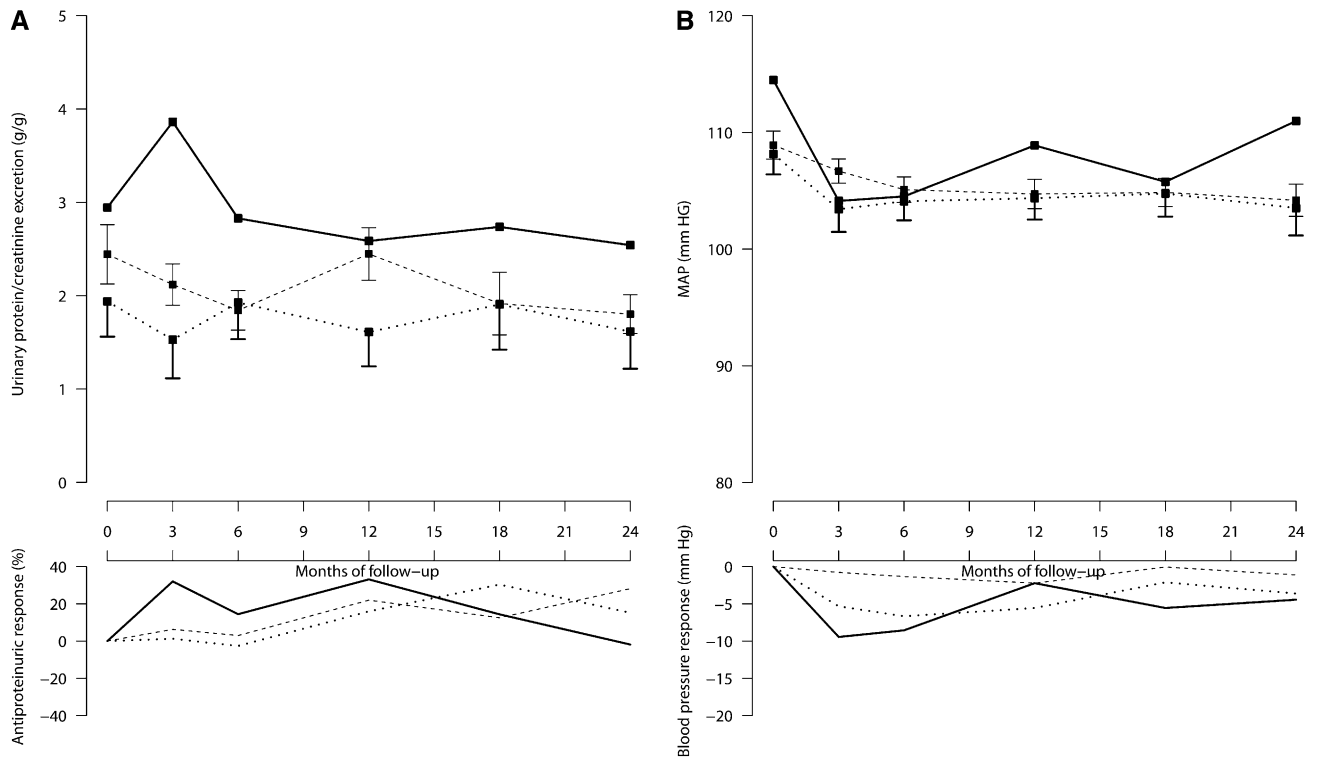 A
Urinary protein/creatinine excretion (g/g)
5
4
3
2
1
0
0 3 6 9 12 15 18 21 24
Months of follow−up
Antiproteinuric response (%)
40
20
0
−20
−40
B
MAP (mm HG)
120
110
100
90
80
0 3 6 9 12 15 18 21 24
Months of follow−up
Blood pressure response (mm Hg)
0
−5
−10
−15
−20